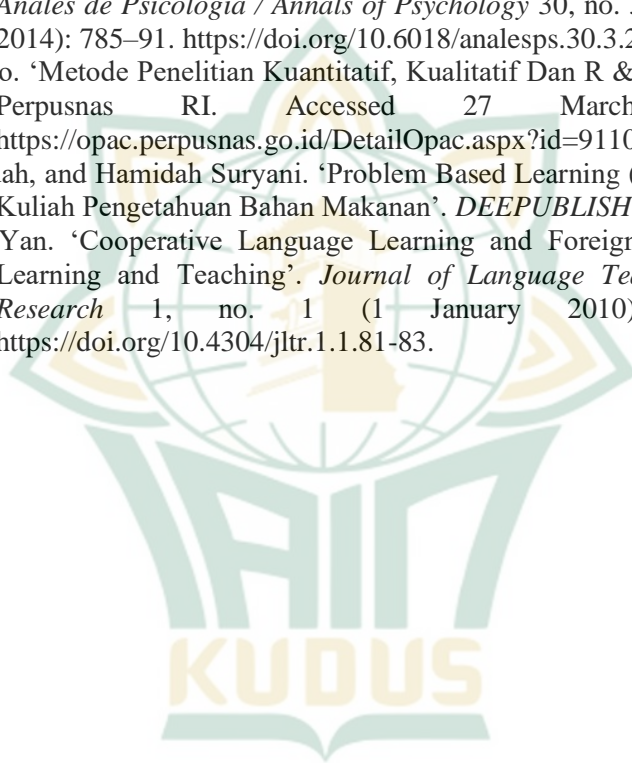 Anales de Psicología / Annals of Psychology 30, no.
2014): 785–91. https://doi.org/10.6018/analesps.30.3.2
o. ‘Metode Penelitian Kuantitatif, Kualitatif Dan R &
Perpusnas RI. Accessed 27 March
https://opac.perpusnas.go.id/DetailOpac.aspx?id=9110
ah, and Hamidah Suryani. ‘Problem Based Learning (
Kuliah Pengetahuan Bahan Makanan’. DEEPUBLISH
Yan. ‘Cooperative Language Learning and Foreign
Learning and Teaching’. Journal of Language Tea
Research 1, no. 1 (1 January 2010)
https://doi.org/10.4304/jltr.1.1.81-83.
IAIN
KUDUS